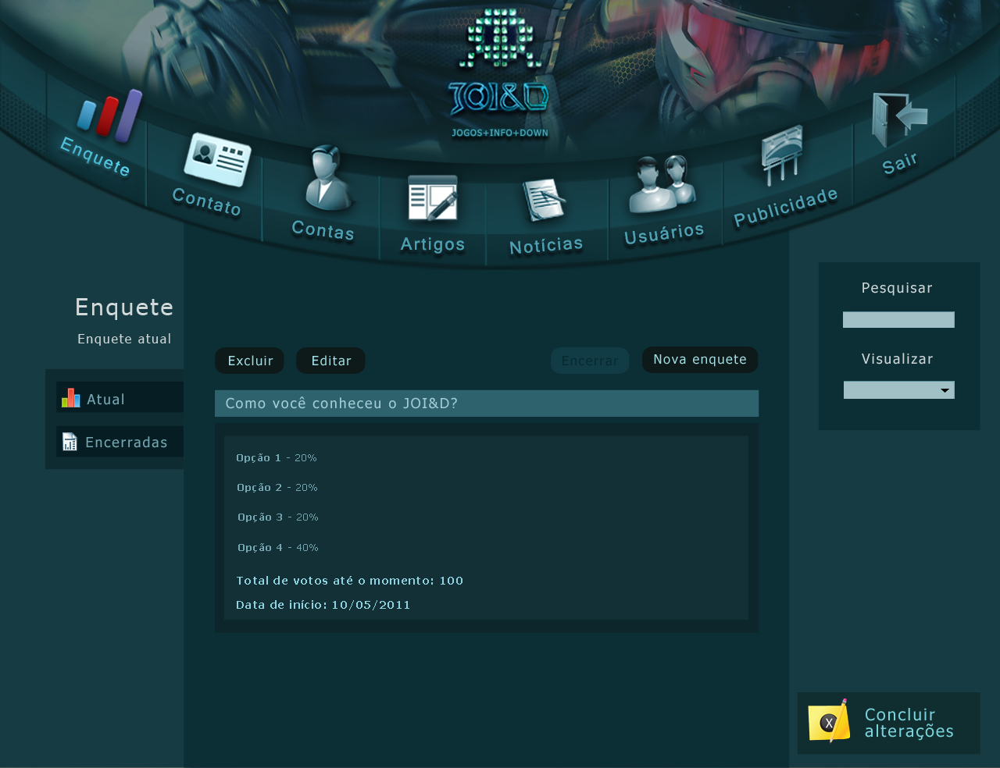 JOI&D
JOGOS+INFO+DOWN
Enquete
Contato
Contas
Artigos
Notícias
Usuários
Publicidade
Sair
Enquete
Enquete atual
Atual
Encerradas
Excluir
Editar
Encerrar
Nova enquete
Como você conheceu o JOI&D?
Opção 1 - 20%
Opção 2 - 20%
Opção 3 - 20%
Opção 4 - 40%
Total de votos até o momento: 100
Data de início: 10/05/2011
Pesquisar
Visualizar
X
Concluir
alterações